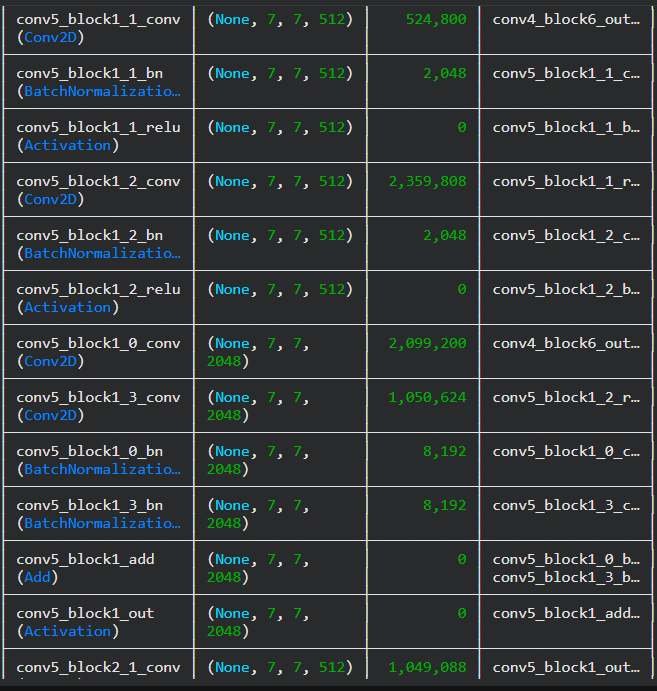 conv5_block1_1_conv (None, 7, 7, 512) 524,800 conv4_block6_out…
(Conv2D)
conv5_block1_1_bn (None, 7, 7, 512) 2,048 conv5_block1_1_c…
(BatchNormalizatio…
conv5_block1_1_relu (None, 7, 7, 512) 0 conv5_block1_1_b…
(Activation)
conv5_block1_2_conv (None, 7, 7, 512) 2,359,808 conv5_block1_1_r…
(Conv2D)
conv5_block1_2_bn (None, 7, 7, 512) 2,048 conv5_block1_2_c…
(BatchNormalizatio…
conv5_block1_2_relu (None, 7, 7, 512) 0 conv5_block1_2_b…
(Activation)
conv5_block1_0_conv (None, 7, 7, 2,099,200 conv4_block6_out…
(Conv2D) 2048)
conv5_block1_3_conv (None, 7, 7, 1,050,624 conv5_block1_2_r…
(Conv2D) 2048)
conv5_block1_0_bn (None, 7, 7, 8,192 conv5_block1_0_c…
(BatchNormalizatio… 2048)
conv5_block1_3_bn (None, 7, 7, 8,192 conv5_block1_3_c…
(BatchNormalizatio… 2048)
conv5_block1_add (None, 7, 7, 0 conv5_block1_0_b…
(Add) 2048) conv5_block1_3_b…
conv5_block1_out (None, 7, 7, 0 conv5_block1_add…
(Activation) 2048)
conv5_block2_1_conv (None, 7, 7, 512) 1,049,088 conv5_block1_out…